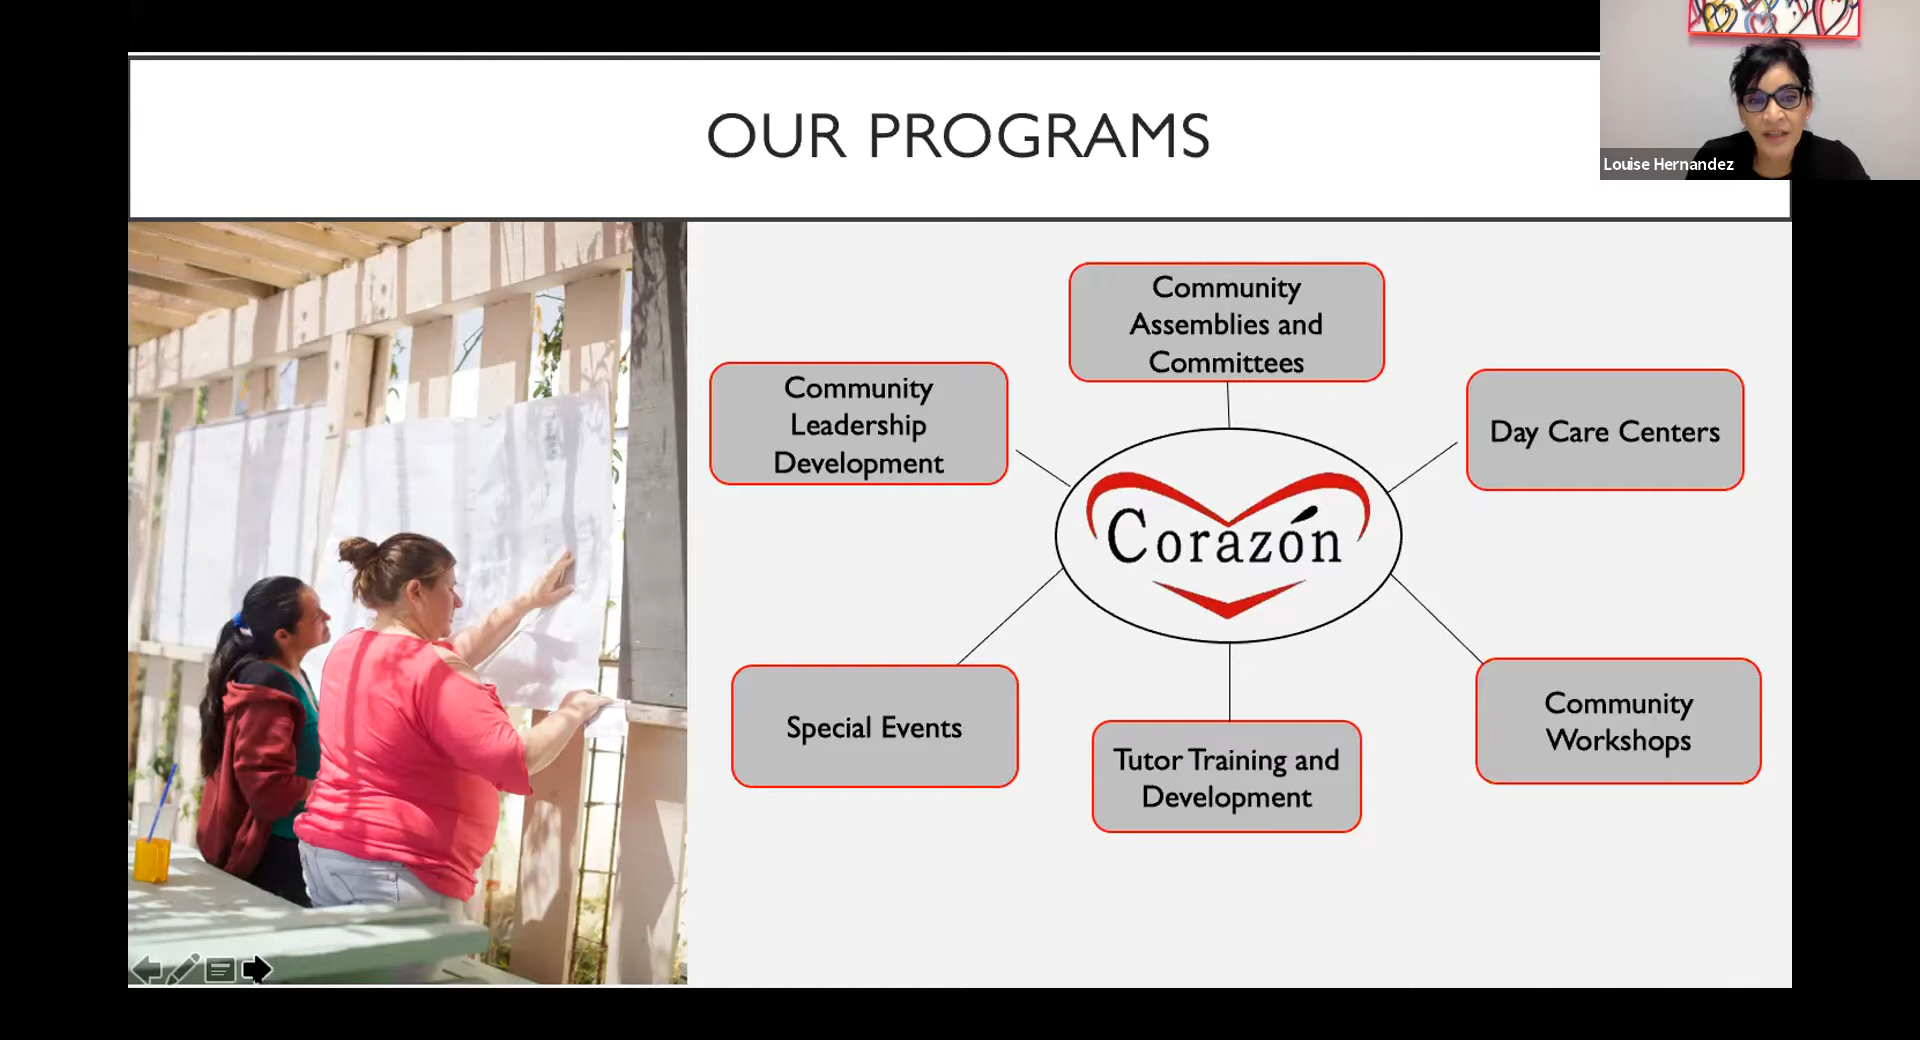 OUR PROGRAMS
Louise Hernandez
Community
Assemblies and
Committees
Community
Leadership
Development
Day Care Centers
Corazón
Special Events
Tutor Training and
Development
Community
Workshops